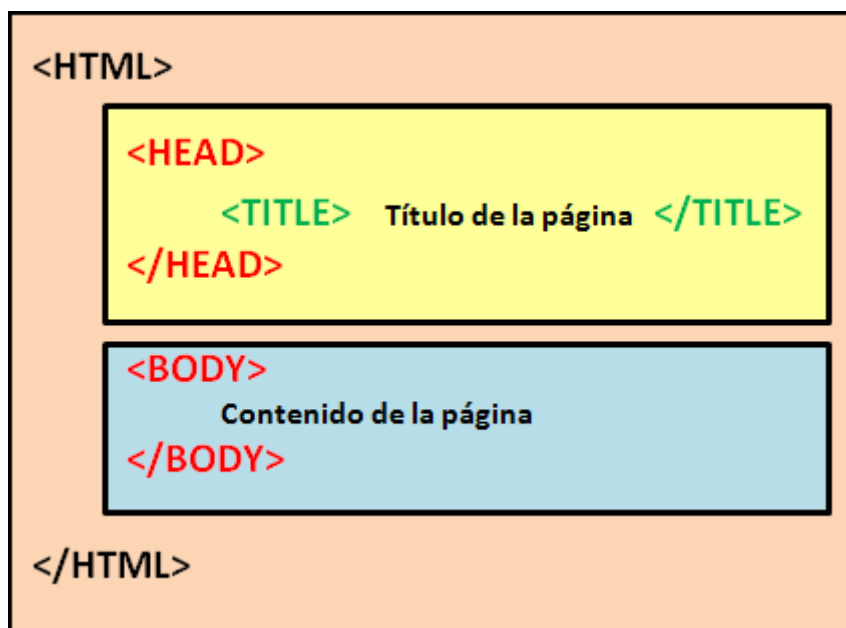 <HTML>
<HEAD>
<TITLE> Título de la página </TITLE>
</HEAD>
<BODY>
Contenido de la página
</BODY>
</HTML>